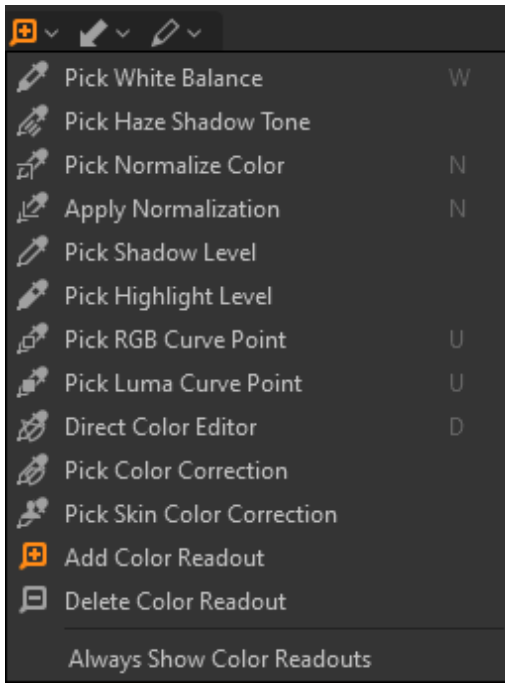 Pick White Balance W
Pick Haze Shadow Tone
Pick Normalize Color N
Apply Normalization N
Pick Shadow Level
Pick Highlight Level
Pick RGB Curve Point U
Pick Luma Curve Point U
Direct Color Editor D
Pick Color Correction
Pick Skin Color Correction
Add Color Readout
Delete Color Readout
Always Show Color Readouts